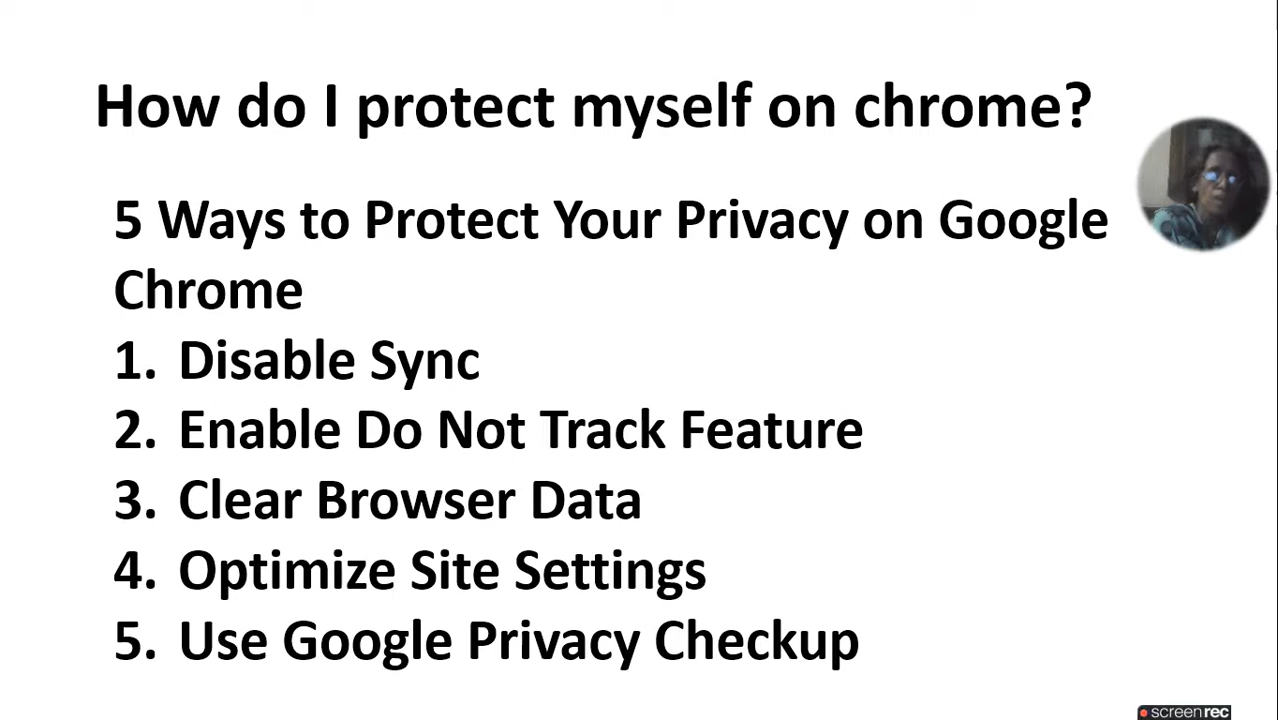 How do I protect myself on chrome?
5 Ways to Protect Your Privacy on Google
Chrome
1. Disable Sync
2. Enable Do Not Track Feature
3. Clear Browser Data
4. Optimize Site Settings
5. Use Google Privacy Checkup
screenrec